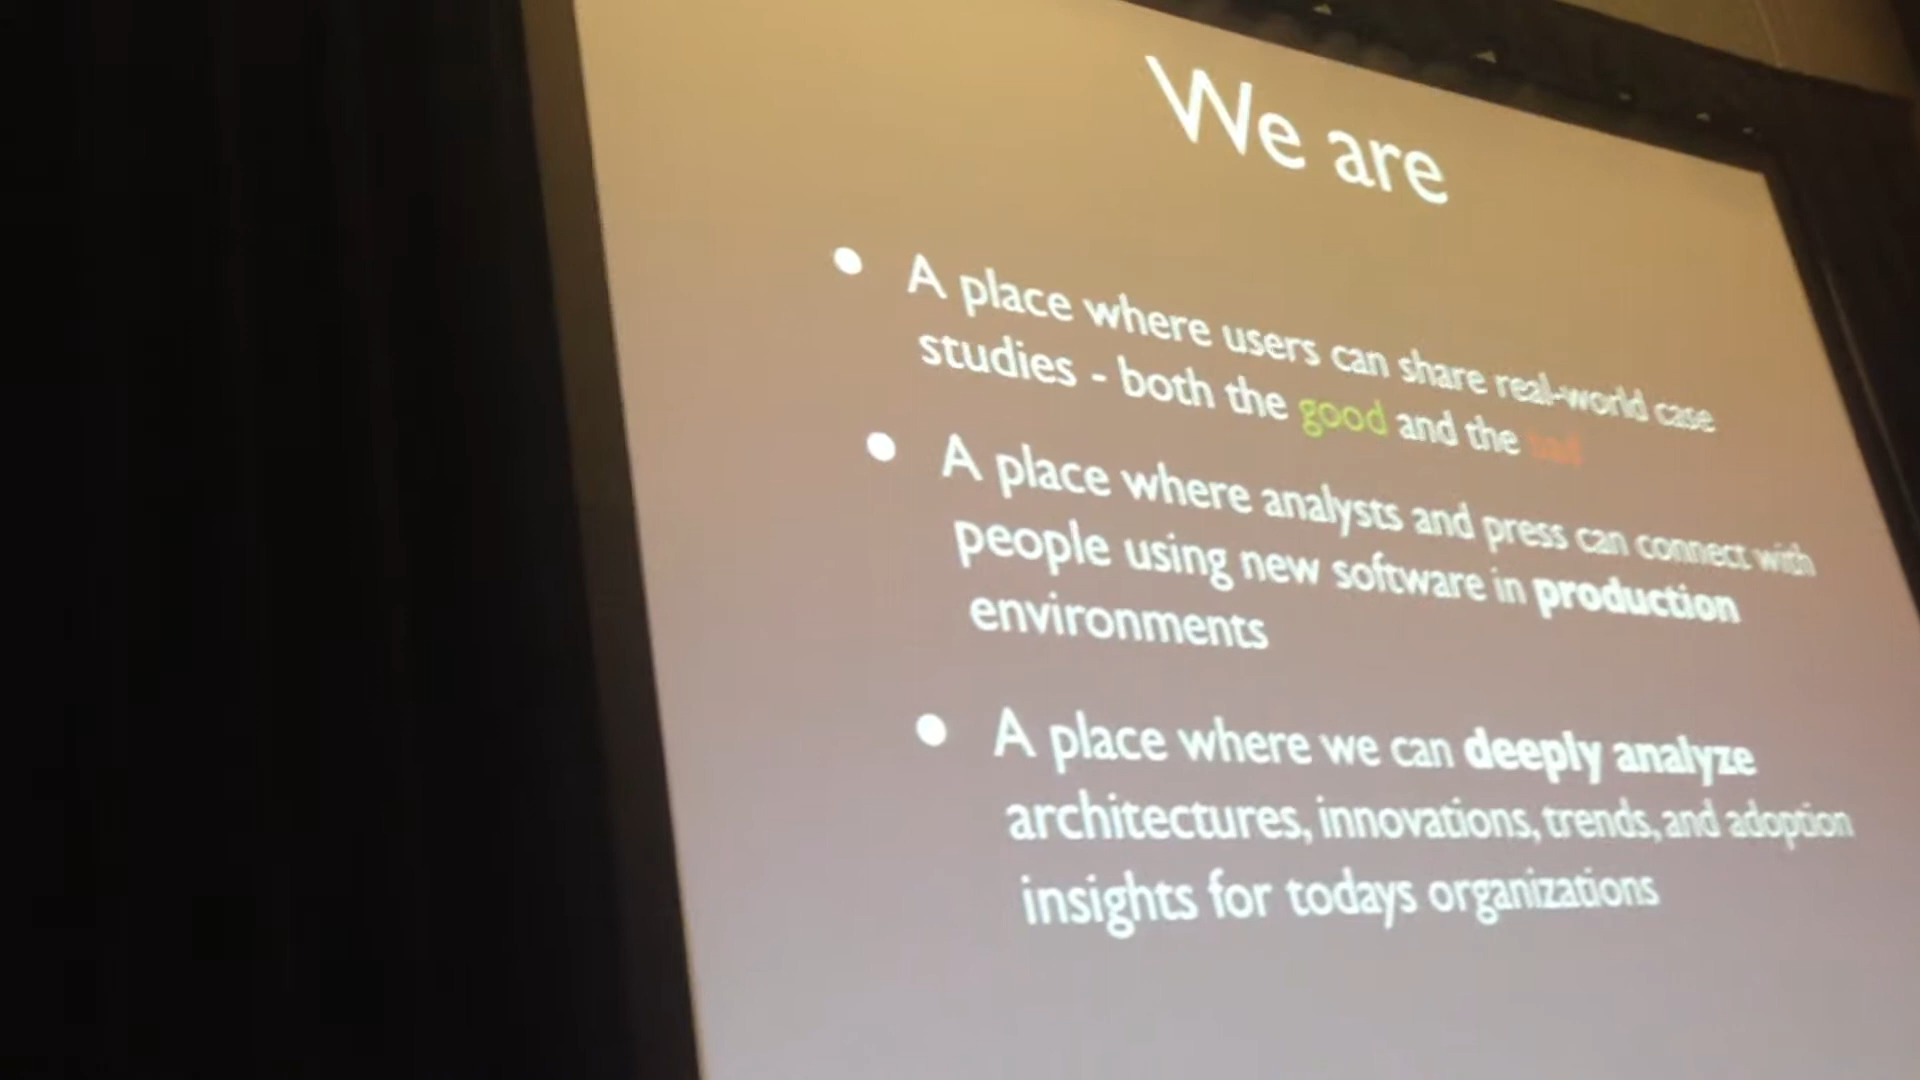 We are
• A place where users can share real-world case
studies - both the good and the bad
• A place where analysts and press can connect with
people using new software in production
environments
• A place where we can deeply analyze
architectures, innovations, trends, and adoption
insights for todays organizations